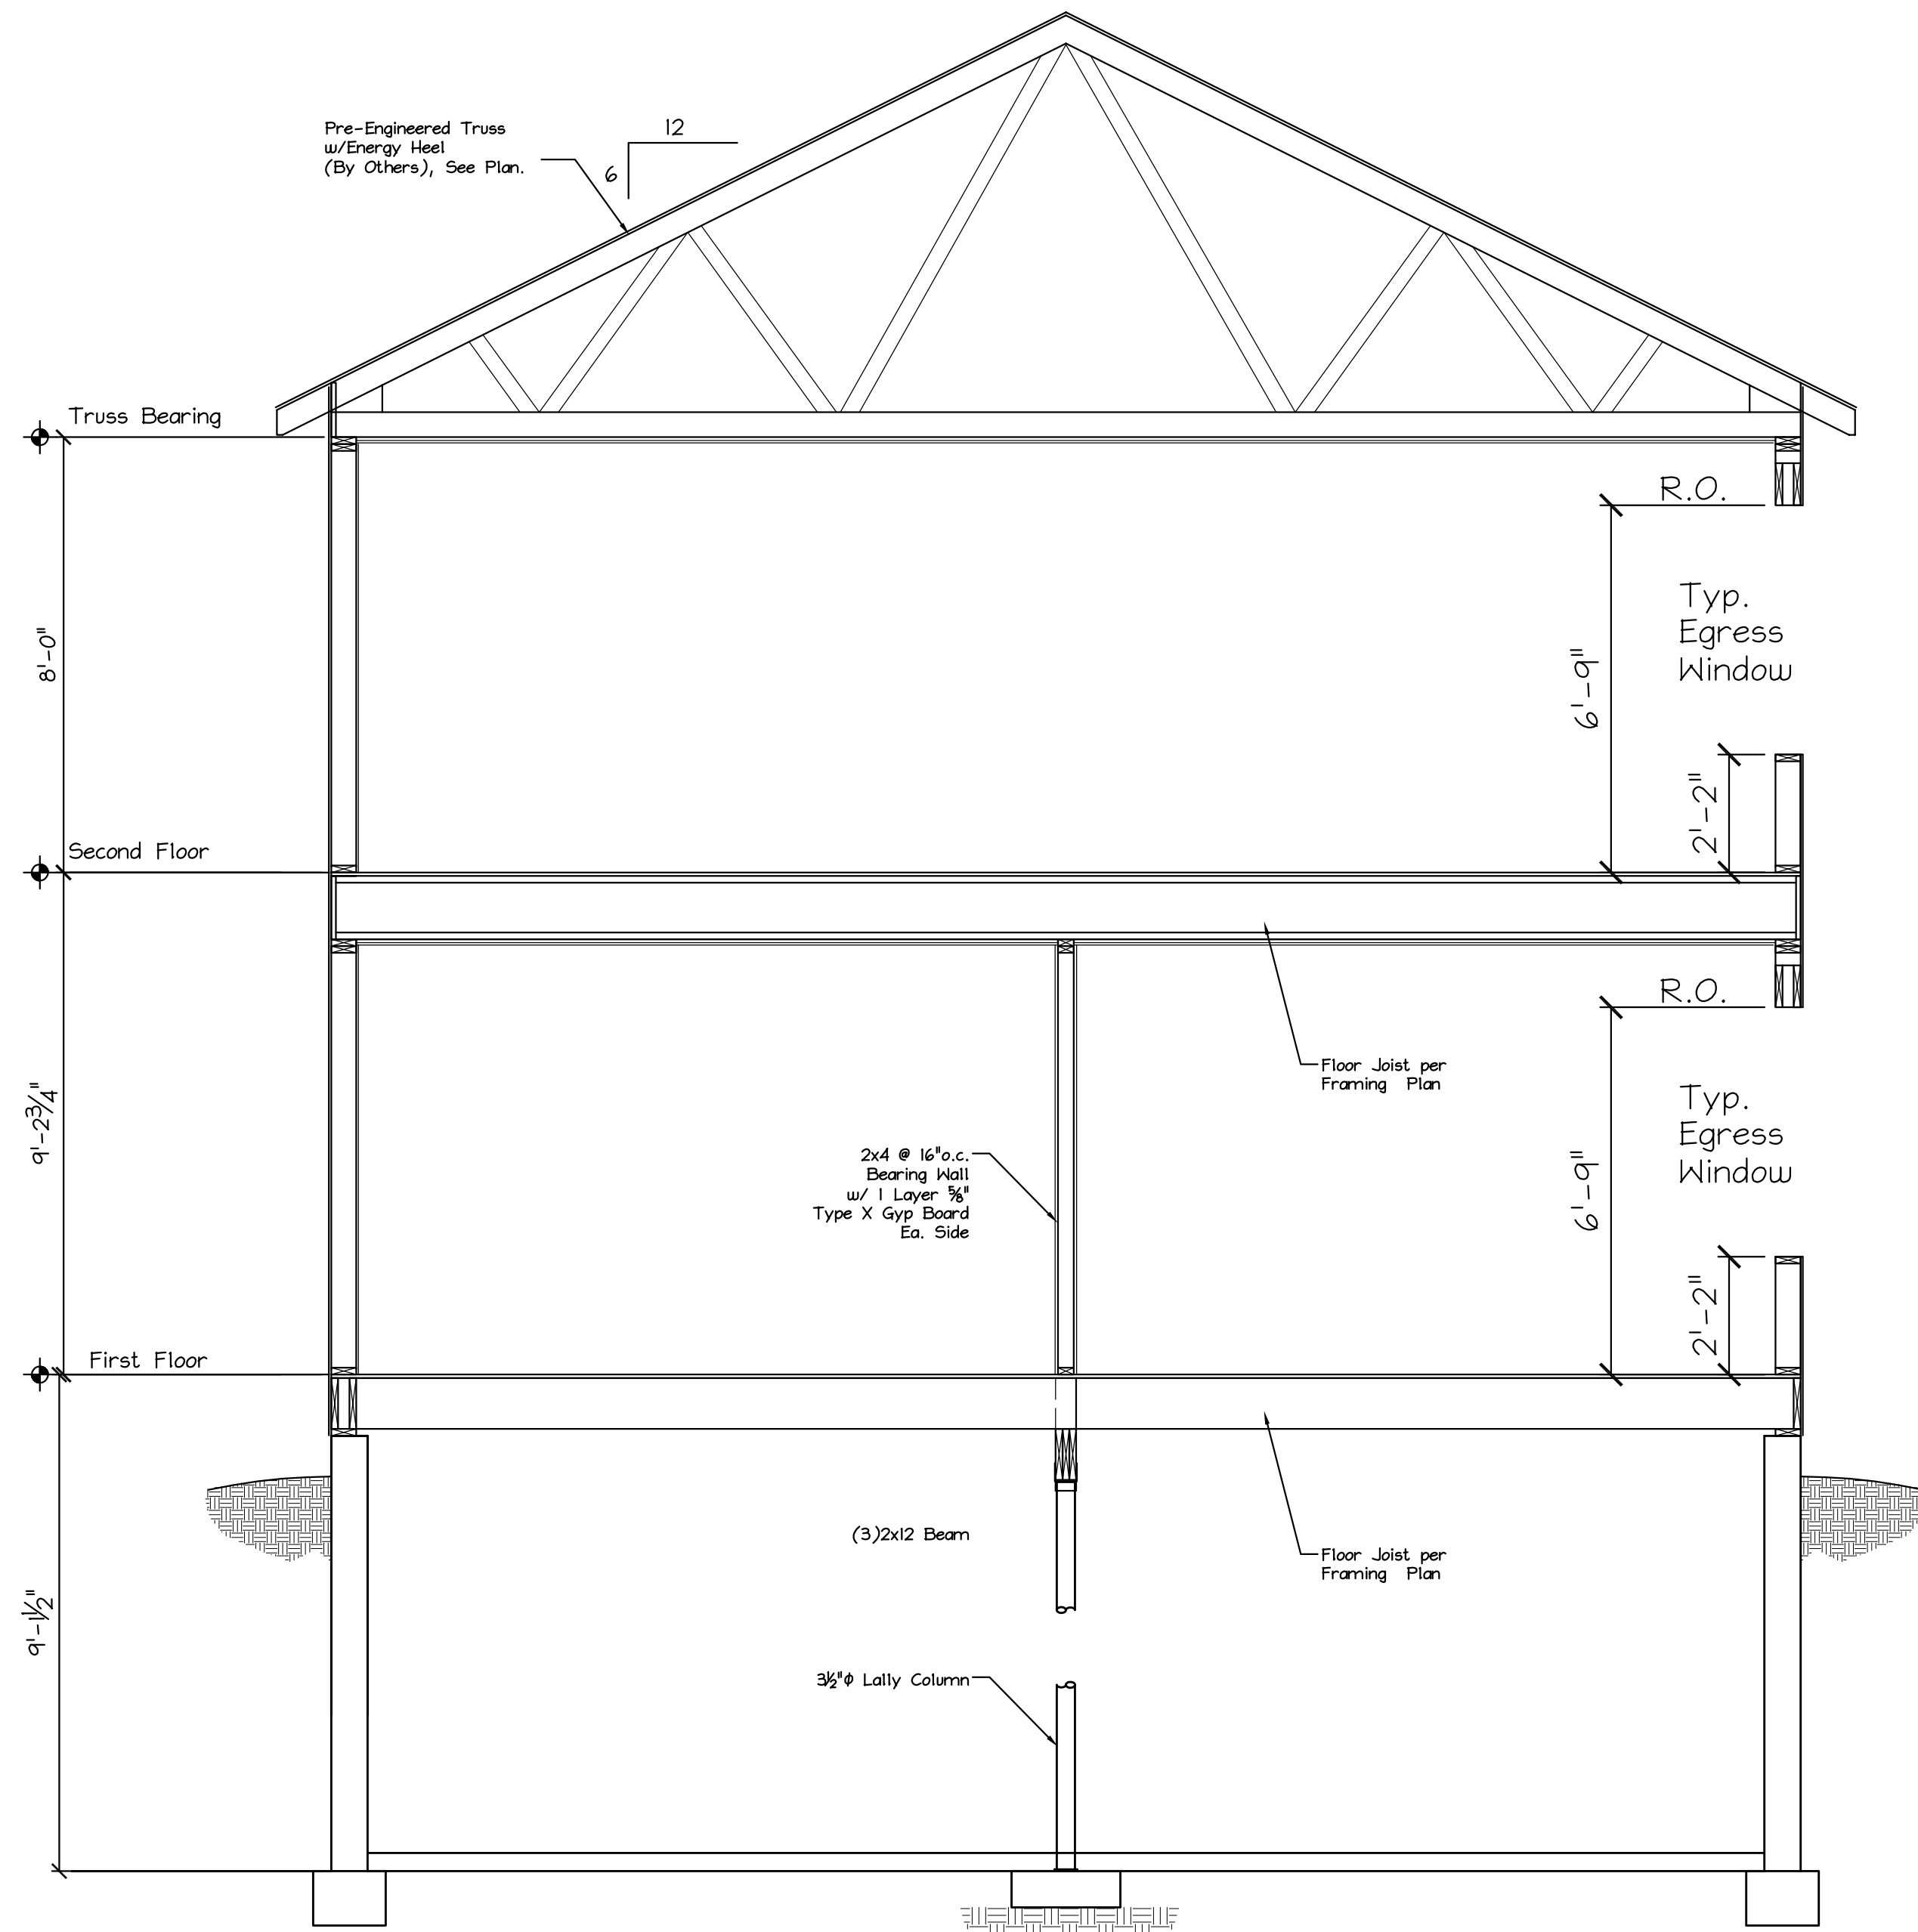 12
Pre-Engineered Truss
w/Energy Heel
(By Others), See Plan.
6
Truss Bearing
R.O.
Typ.
Egress
Window
8'-0"
6'-9"
2'-2"
Second Floor
R.O.
Floor Joist per
Framing Plan
Typ.
Egress
Window
9'-2¾"
2x4 @ 16"o.c.
Bearing Wall
w/ 1 Layer ⅝"
Type X Gyp Board
Ea. Side
6'-9"
2'-2"
First Floor
(3)2x12 Beam
Floor Joist per
Framing Plan
9'-1½"
3½"ϕ Lally Column